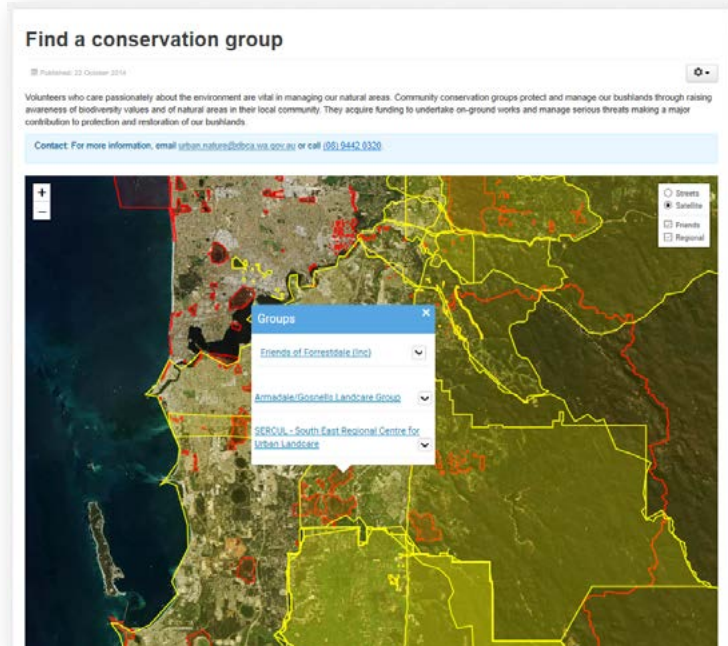 Find a conservation group
Published: 23 October 2014
Volunteers who care passionately about the environment are vital in managing our natural areas. Community conservation groups protect and manage our bushlands through raising
awareness of biodiversity values and of natural areas in their local community. They acquire funding to undertake on-ground works and manage serious threats making a major
contribution to protection and restoration of our bushlands.
Contact: For more information, email urban.nature@dbca.wa.gov.au or call (08) 9442 0320.
+
−
Streets
Satellite
Friends
Regional
Groups
×
Friends of Forrestdale (Inc)
Armadale/Gosnells Landcare Group
SERCUL - South East Regional Centre for
Urban Landcare